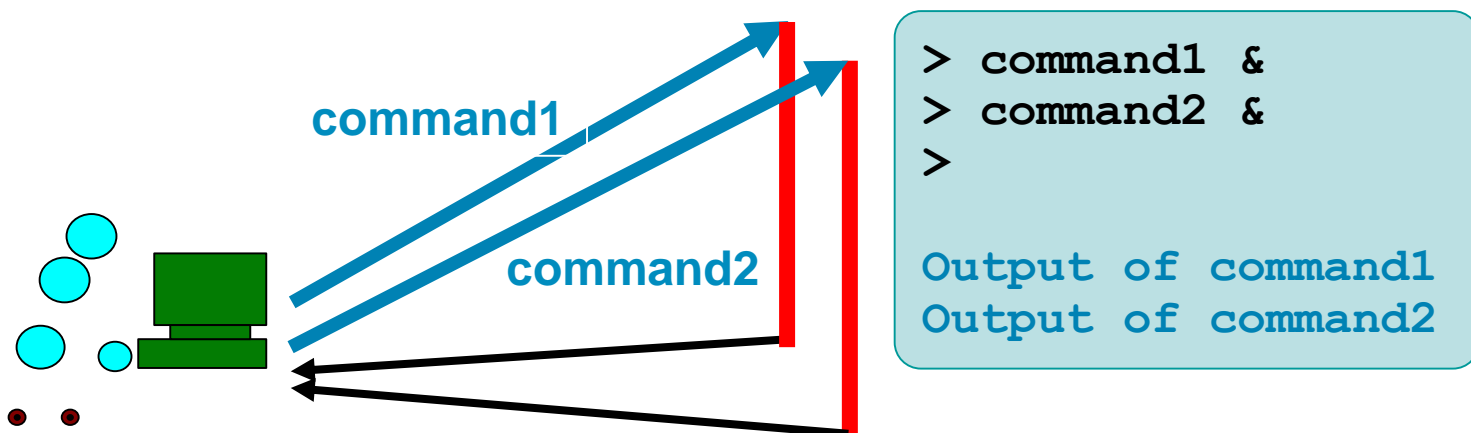 command1
command2
> command1 &
> command2 &
>
Output of command1
Output of command2